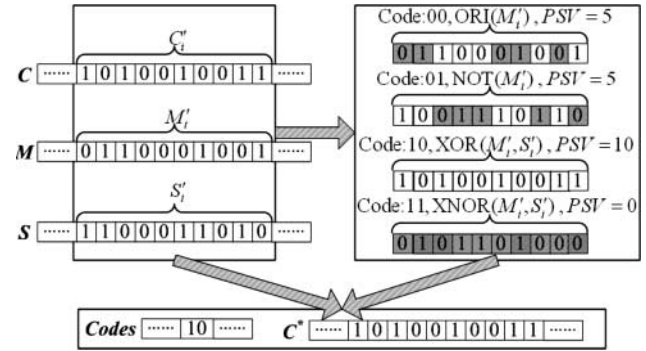 Code:00, ORI(M'_i), PSV = 5
0 1 1 0 0 0 1 0 0 1
Code:01, NOT(M'_i), PSV = 5
1 0 0 1 1 1 0 1 1 0
Code:10, XOR(M'_i,S'_i), PSV = 10
1 0 1 0 0 1 0 0 1 1
Code:11, XNOR(M'_i,S'_i), PSV = 0
0 1 0 1 1 0 1 0 0 0
C'_i
C ...... 1 0 1 0 0 1 0 0 1 1 ......
M'_i
M ...... 0 1 1 0 0 0 1 0 0 1 ......
S'_i
S ...... 1 1 0 0 0 1 1 0 1 0 ......
Codes ...... 10 ...... C* ...... 1 0 1 0 0 1 0 0 1 1 ......